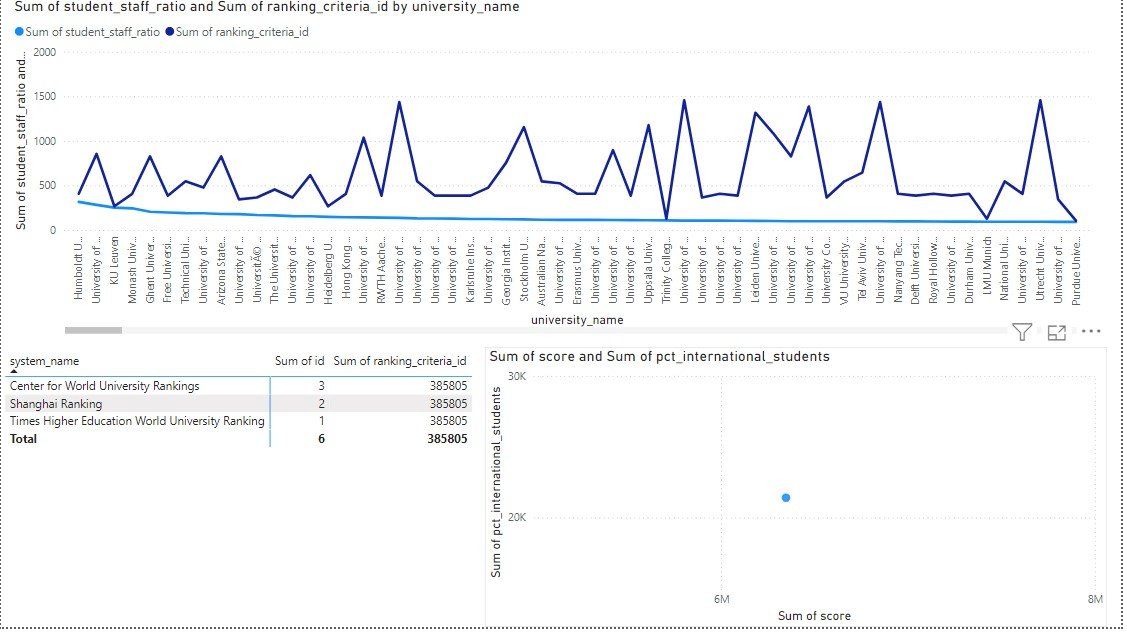 Sum of student_staff_ratio and Sum of ranking_criteria_id by university_name
Sum of student_staff_ratio Sum of ranking_criteria_id
Sum of student_staff_ratio and...
2000
1500
1000
500
0
Humboldt U...
University of ...
KU Leuven
Monash Univ...
Ghent Univer...
Free Universi...
Technical Uni...
University of ...
Arizona State...
University of ...
UniversitÃ© ...
The Universit...
University of ...
University of ...
Heidelberg U...
Hong Kong...
University of ...
RWTH Aache...
University of ...
University of ...
University of ...
University of ...
Karlsruhe Ins...
University of ...
Georgia Instit...
Stockholm U...
Australian Na...
University of ...
Erasmus Univ...
University of ...
University of ...
University of ...
Uppsala Univ...
Trinity Colleg...
University of ...
University of ...
University of ...
University of ...
Leiden Unive...
University of ...
University of ...
University of ...
University Co...
VU University...
Tel Aviv Univ...
University of ...
Nanyang Tec...
Delft Universi...
Royal Hollow...
University of ...
Durham Univ...
LMU Munich
National Uni...
University of ...
Utrecht Univ...
University of ...
Purdue Unive...
university_name
system_name Sum of id Sum of ranking_criteria_id
Center for World University Rankings 3 385805
Shanghai Ranking 2 385805
Times Higher Education World University Ranking 1 385805
Total 6 385805
Sum of score and Sum of pct_international_students
Sum of pct_international_students
30K
20K
6M 8M
Sum of score